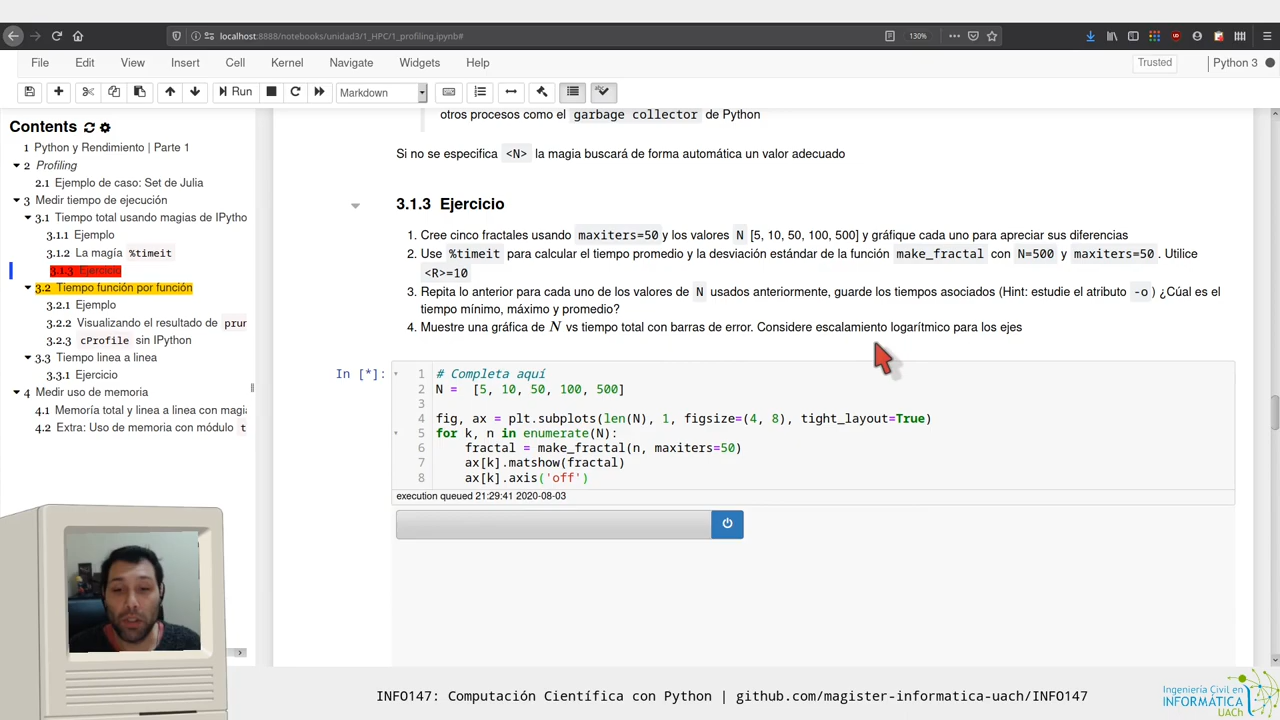 localhost:8888/notebooks/unidad3/1_HPC/1_profiling.ipynb#
130%
File Edit View Insert Cell Kernel Navigate Widgets Help
Trusted
Python 3
Run
Markdown
Contents
1 Python y Rendimiento | Parte 1
2 Profiling
2.1 Ejemplo de caso: Set de Julia
3 Medir tiempo de ejecución
3.1 Tiempo total usando magias de IPytho
3.1.1 Ejemplo
3.1.2 La magía %timeit
3.1.3 Ejercicio
3.2 Tiempo función por función
3.2.1 Ejemplo
3.2.2 Visualizando el resultado de prun
3.2.3 cProfile sin IPython
3.3 Tiempo linea a linea
3.3.1 Ejercicio
4 Medir uso de memoria
4.1 Memoría total y linea a linea con magia
4.2 Extra: Uso de memoria con módulo t
otros procesos como el garbage collector de Python
Si no se especifica <N> la magia buscará de forma automática un valor adecuado
3.1.3 Ejercicio
1. Cree cinco fractales usando maxiters=50 y los valores N [5, 10, 50, 100, 500] y gráfique cada uno para apreciar sus diferencias
2. Use %timeit para calcular el tiempo promedio y la desviación estándar de la función make_fractal con N=500 y maxiters=50 . Utilice
<R>=10
3. Repita lo anterior para cada uno de los valores de N usados anteriormente, guarde los tiempos asociados (Hint: estudie el atributo -o ) ¿Cúal es el
tiempo mínimo, máximo y promedio?
4. Muestre una gráfica de N vs tiempo total con barras de error. Considere escalamiento logarítmico para los ejes
In [*]:
1 # Completa aquí
2 N = [5, 10, 50, 100, 500]
3
4 fig, ax = plt.subplots(len(N), 1, figsize=(4, 8), tight_layout=True)
5 for k, n in enumerate(N):
6 fractal = make_fractal(n, maxiters=50)
7 ax[k].matshow(fractal)
8 ax[k].axis('off')
execution queued 21:29:41 2020-08-03
INFO147: Computación Científica con Python | github.com/magister-informatica-uach/INFO147
Ingeniería Civil en
INFORMÁTICA
UACh